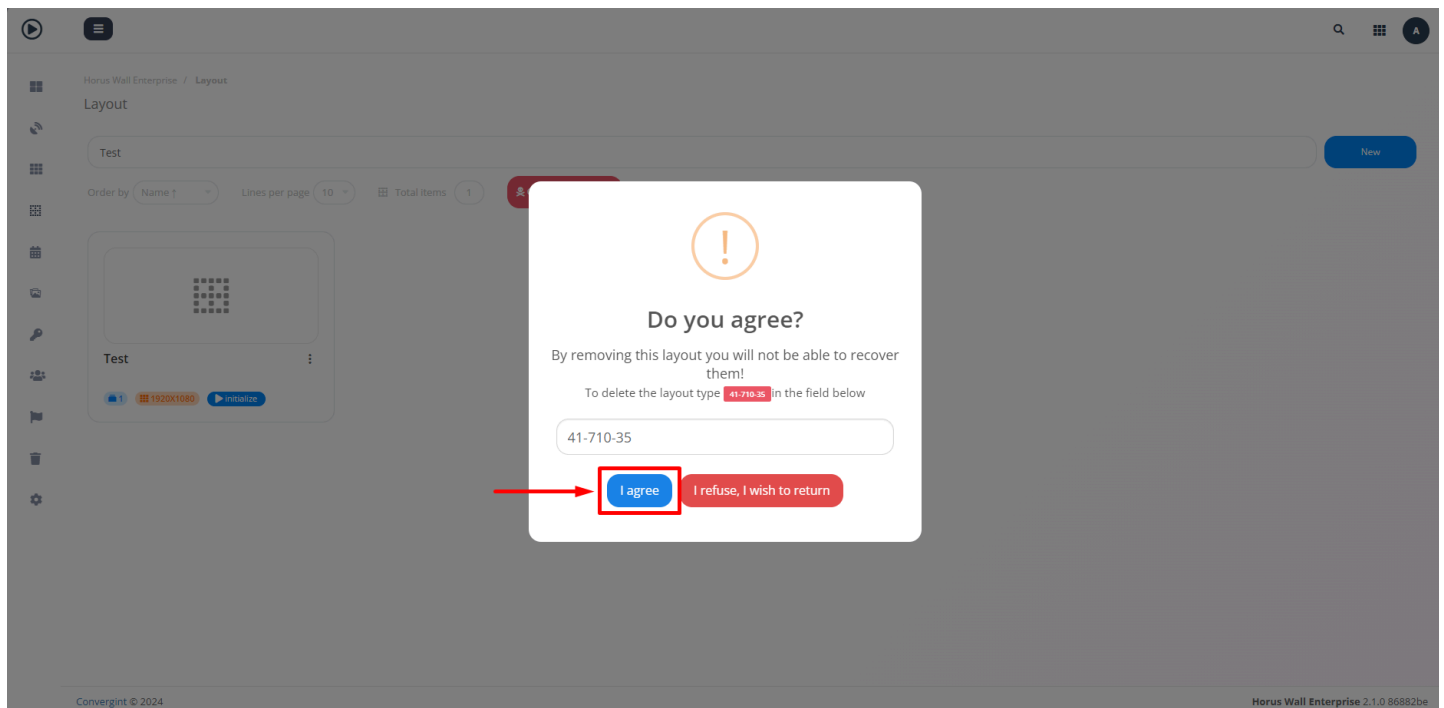 A
Horus Wall Enterprise / Layout
Layout
Test
New
Order by Name ↑ Lines per page 10 Total items 1
!
Do you agree?
By removing this layout you will not be able to recover
them!
To delete the layout type 41-710-35 in the field below
41-710-35
I agree I refuse, I wish to return
Test
1 1920X1080 initialize
Convergint © 2024 Horus Wall Enterprise 2.1.0 86882be